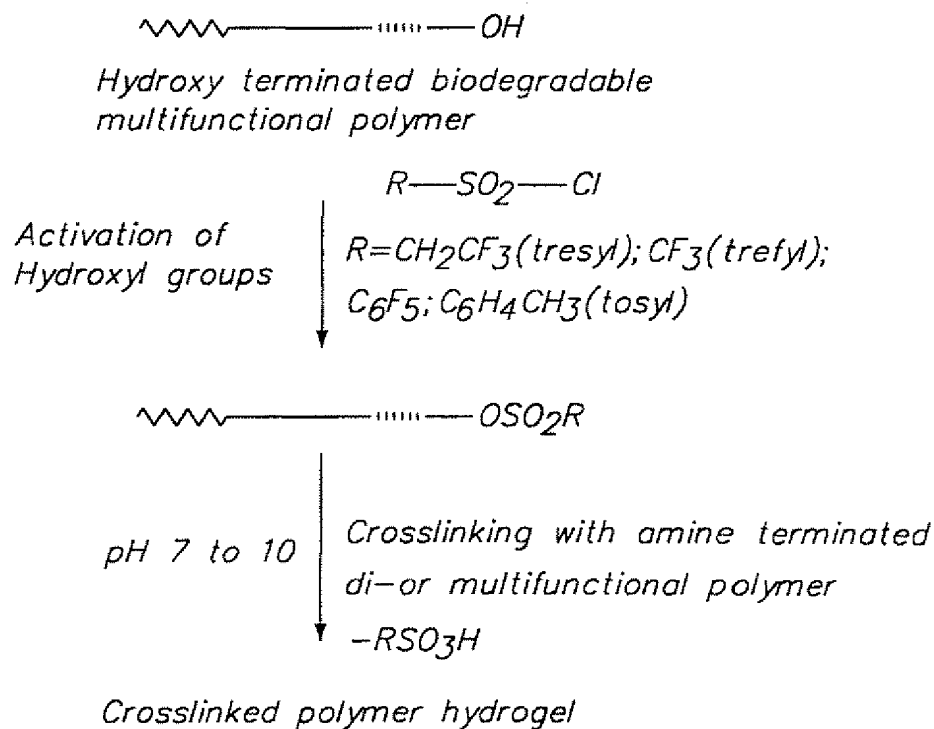 OH
Hydroxy terminated biodegradable
multifunctional polymer
R—SO2—Cl
Activation of
Hydroxyl groups
R=CH2CF3(tresyl); CF3(trefyl);
C6F5; C6H4CH3(tosyl)
OSO2R
pH 7 to 10
Crosslinking with amine terminated
di-or multifunctional polymer
-RSO3H
Crosslinked polymer hydrogel